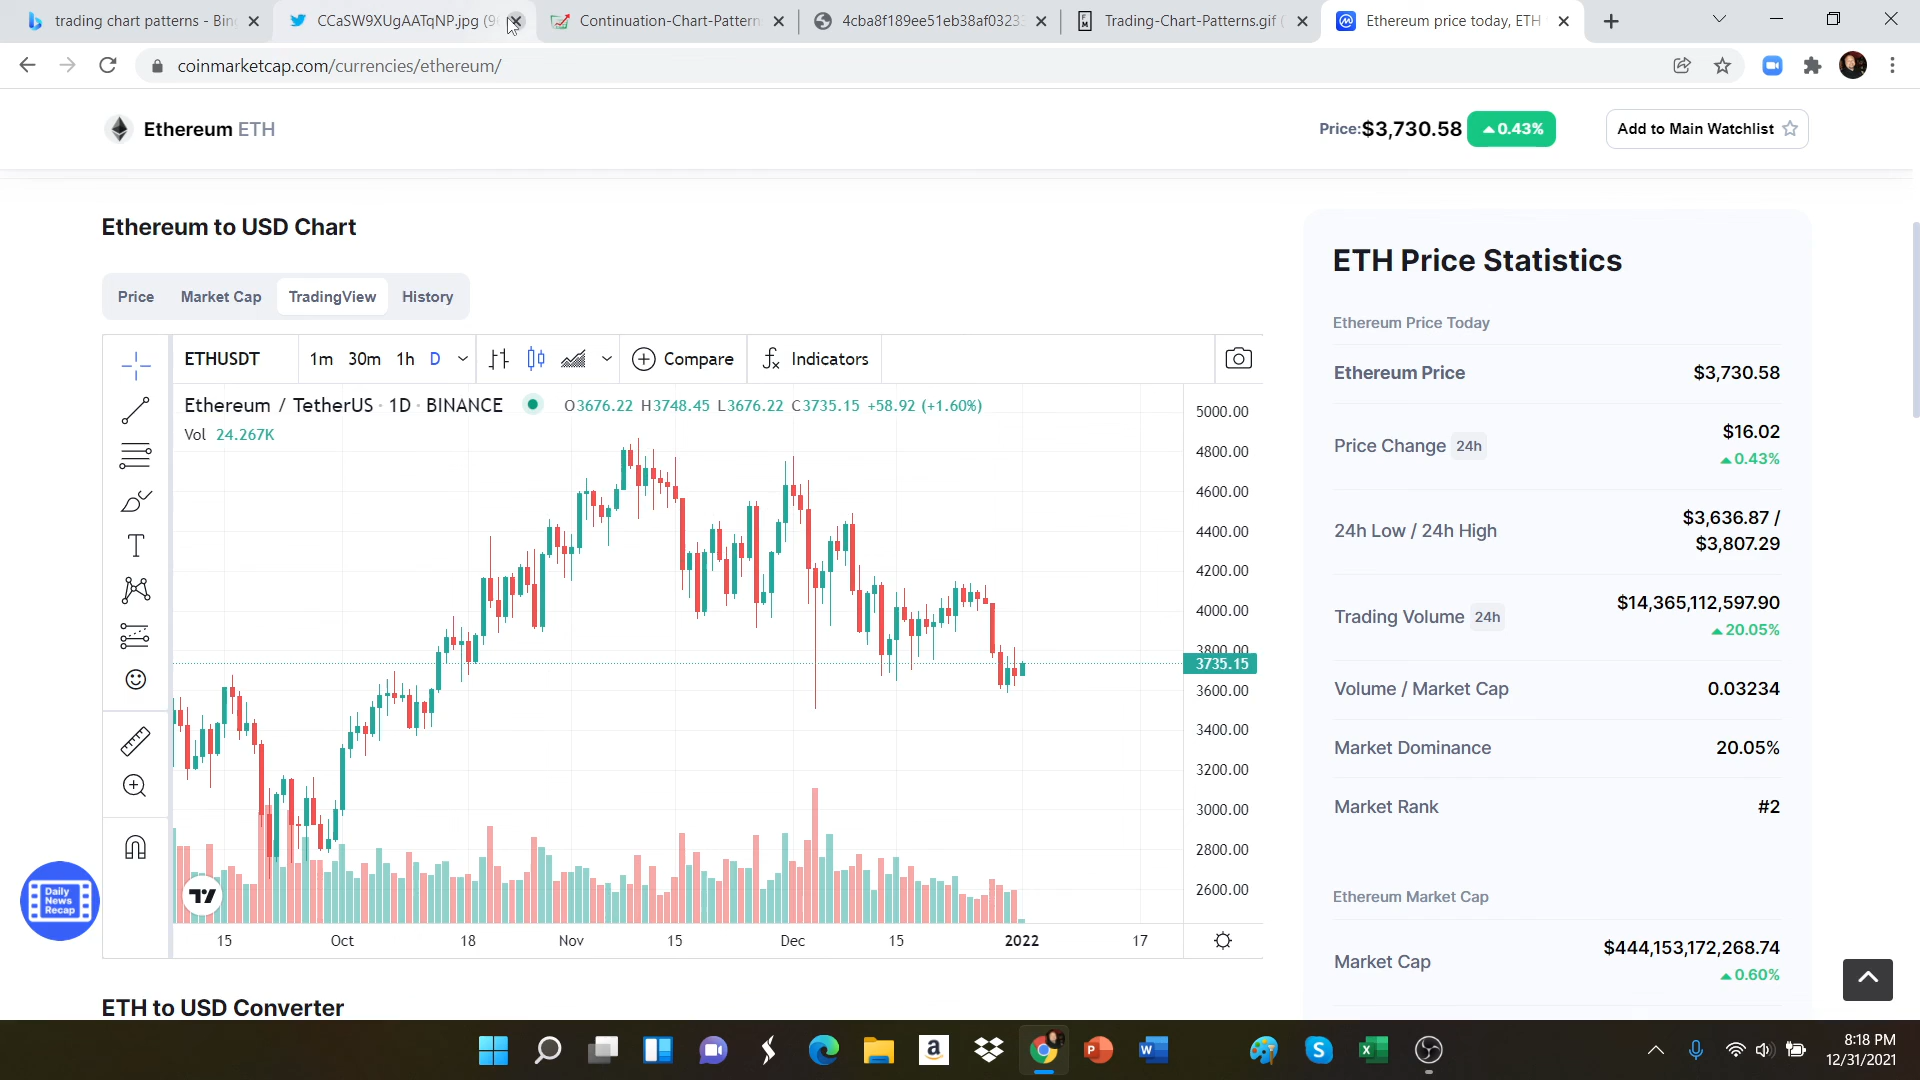 trading chart patterns - Bin
CCaSW9XUgAATqNP.jpg (9
Continuation-Chart-Pattern
4cba8f189ee51eb38af0323
Trading-Chart-Patterns.gif (
Ethereum price today, ETH
coinmarketcap.com/currencies/ethereum/
Ethereum ETH
Price:$3,730.58
0.43%
Add to Main Watchlist
Ethereum to USD Chart
Price
Market Cap
TradingView
History
ETHUSDT
1m 30m 1h D
Compare
Indicators
Ethereum / TetherUS · 1D · BINANCE
O3676.22 H3748.45 L3676.22 C3735.15 +58.92 (+1.60%)
Vol 24.267K
5000.00
4800.00
4600.00
4400.00
4200.00
4000.00
3800.00
3735.15
3600.00
3400.00
3200.00
3000.00
2800.00
2600.00
15
Oct
18
Nov
15
Dec
15
2022
17
Daily
News
Recap
ETH to USD Converter
ETH Price Statistics
Ethereum Price Today
Ethereum Price
$3,730.58
Price Change 24h
$16.02
0.43%
24h Low / 24h High
$3,636.87 /
$3,807.29
Trading Volume 24h
$14,365,112,597.90
20.05%
Volume / Market Cap
0.03234
Market Dominance
20.05%
Market Rank
#2
Ethereum Market Cap
Market Cap
$444,153,172,268.74
0.60%
8:18 PM
12/31/2021